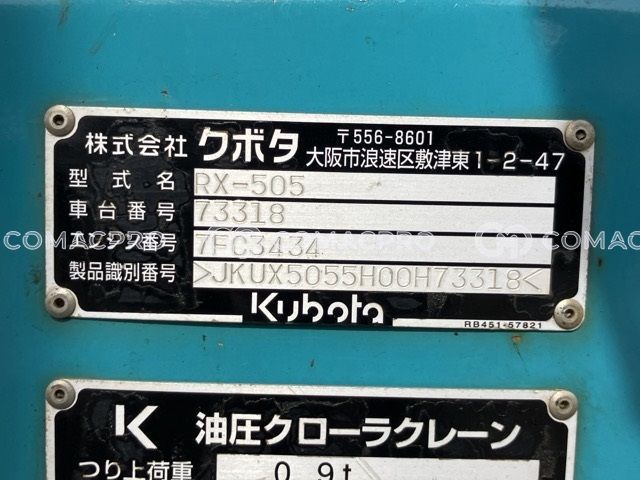 株式会社 クボタ 〒556-8601
大阪市浪速区敷津東1-2-47
型式名 RX-505
車台番号 73318
エンジン番号 7FC3434
製品識別番号 >JKUX5055H00H73318<
Kubota
RB451-57821
COMACPRO COMACPRO COMACPRO
K 油圧クローラクレーン
つり上荷重 0.9t